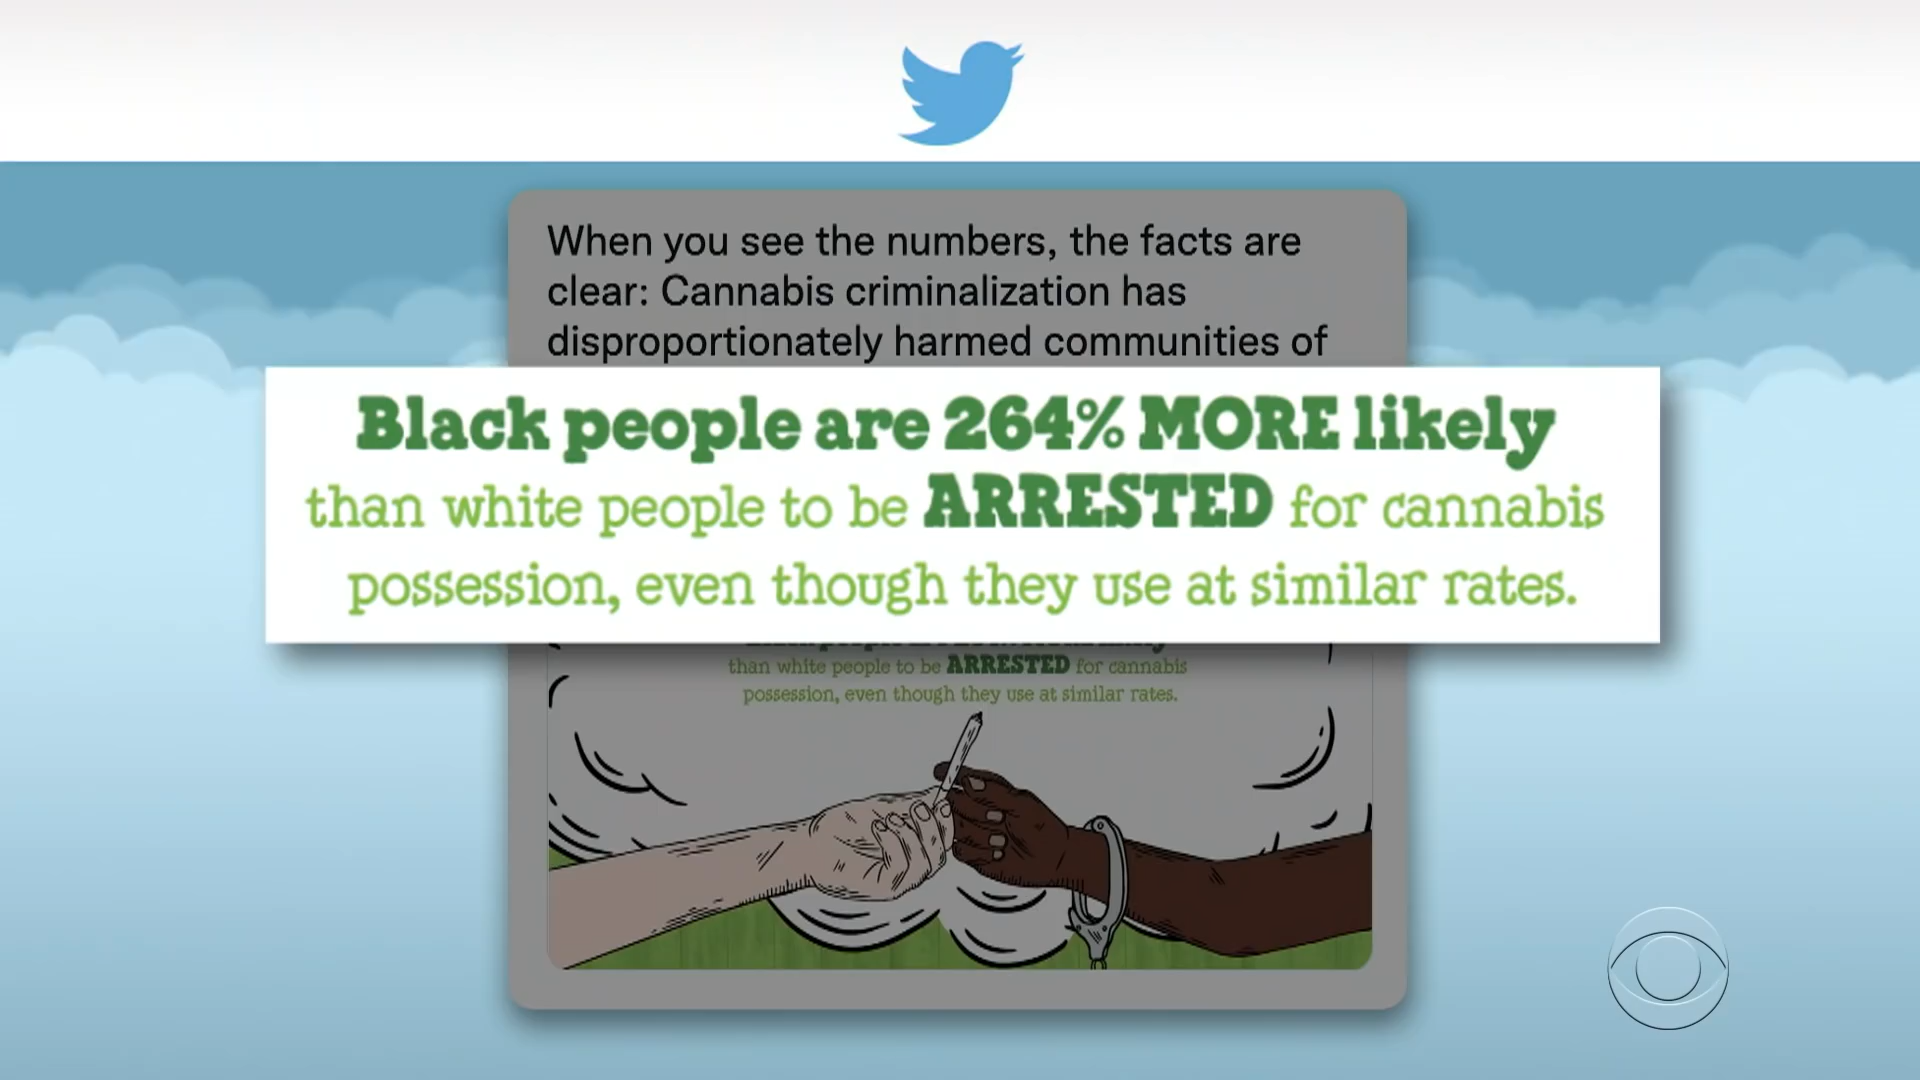 When you see the numbers, the facts are
clear: Cannabis criminalization has
disproportionately harmed communities of
Black people are 264% MORE likely
than white people to be ARRESTED for cannabis
possession, even though they use at similar rates.
than white people to be ARRESTED for cannabis
possession, even though they use at similar rates.